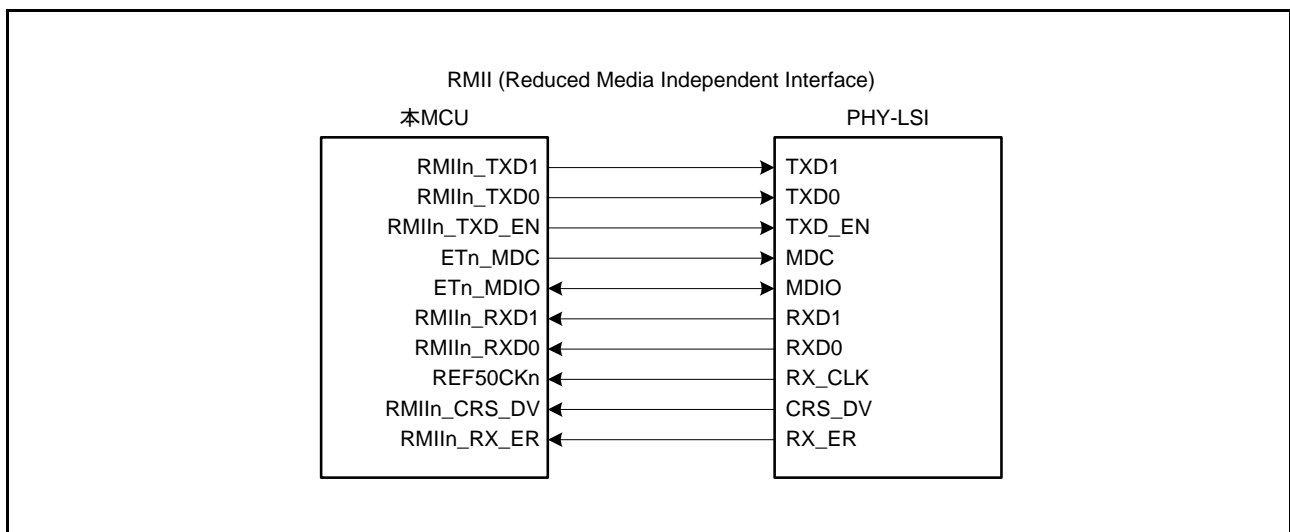 RMII (Reduced Media Independent Interface)
本MCU PHY-LSI
RMIIn_TXD1 TXD1
RMIIn_TXD0 TXD0
RMIIn_TXD_EN TXD_EN
ETn_MDC MDC
ETn_MDIO MDIO
RMIIn_RXD1 RXD1
RMIIn_RXD0 RXD0
REF50CKn RX_CLK
RMIIn_CRS_DV CRS_DV
RMIIn_RX_ER RX_ER